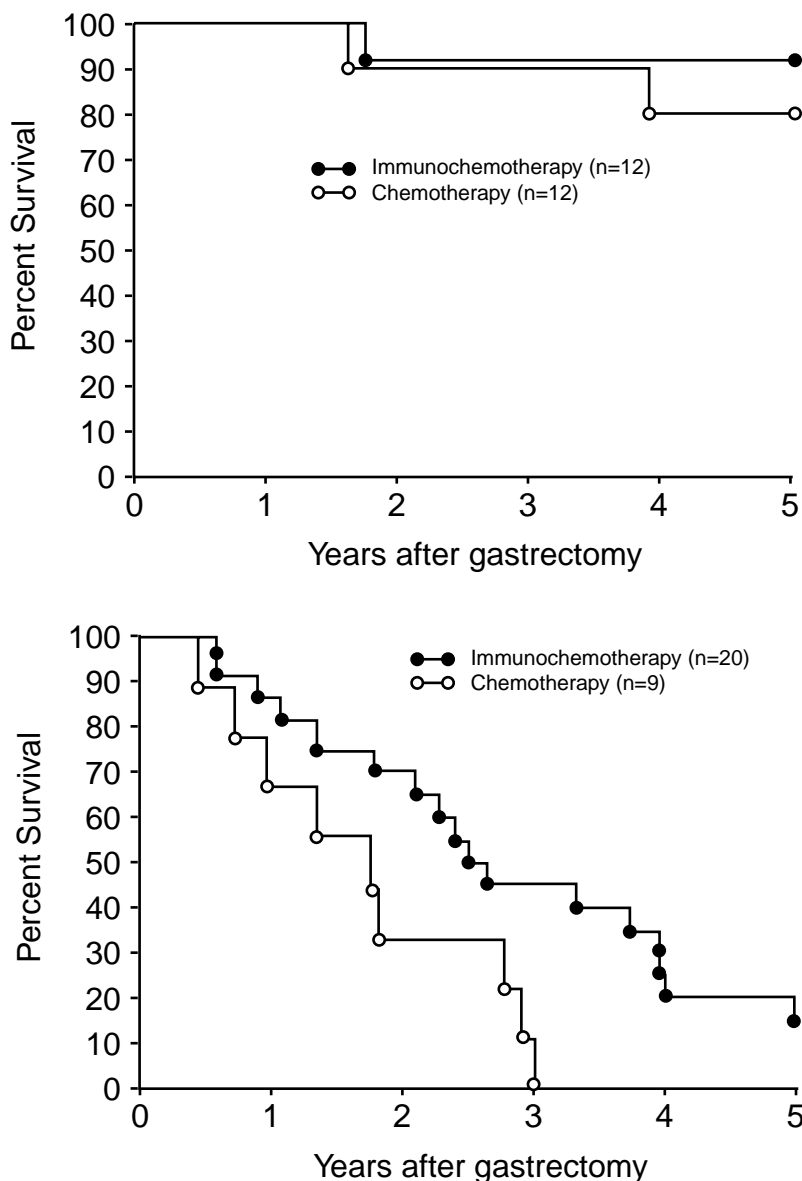 100
90
80
70
60
50
40
30
20
10
0
Percent Survival
Immunochemotherapy (n=12)
Chemotherapy (n=12)
0 1 2 3 4 5
Years after gastrectomy
100
90
80
70
60
50
40
30
20
10
0
Percent Survival
Immunochemotherapy (n=20)
Chemotherapy (n=9)
0 1 2 3 4 5
Years after gastrectomy